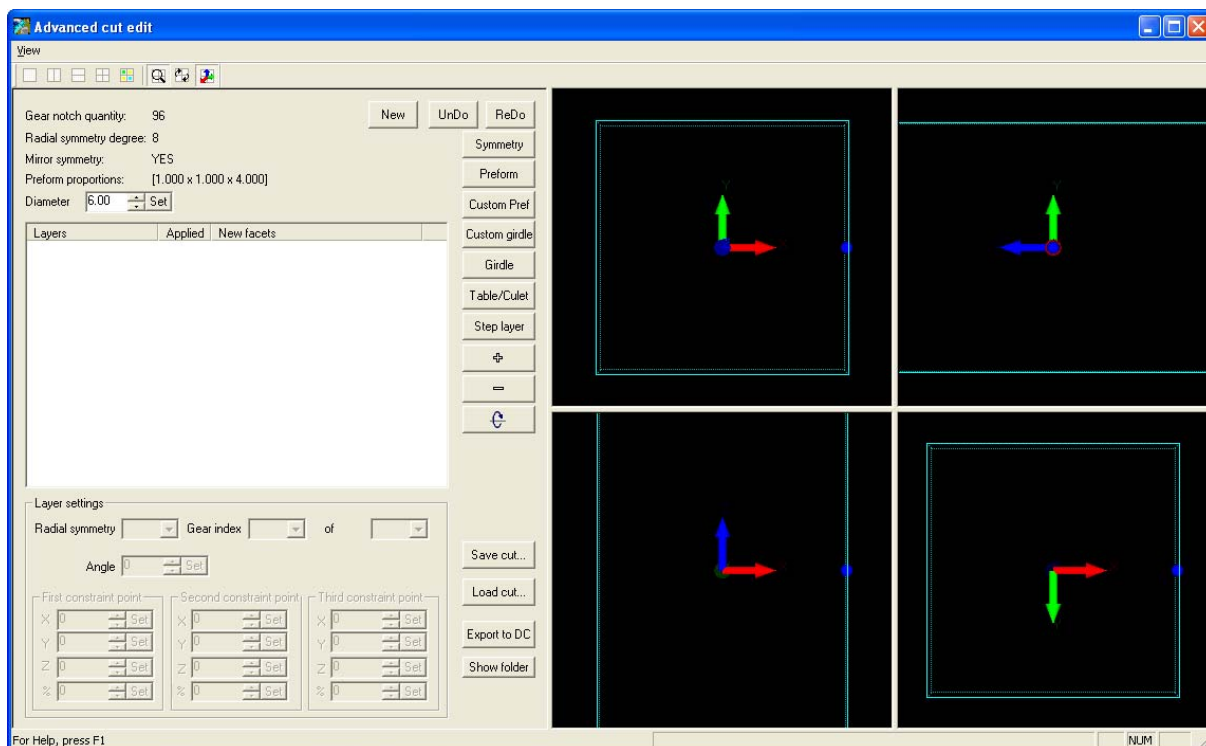 Advanced cut edit
View
Gear notch quantity: 96
New UnDo ReDo
Radial symmetry degree: 8
Symmetry
Mirror symmetry: YES
Preform proportions: [1.000 x 1.000 x 4.000]
Preform
Diameter 6.00 Set
Custom Pref
Layers Applied New facets
Custom girdle
Girdle
Table/Culet
Step layer
Layer settings
Radial symmetry Gear index of
Angle 0 Set
Save cut...
Load cut...
Export to DC
Show folder
First constraint point Second constraint point Third constraint point
X 0 Set X 0 Set X 0 Set
Y 0 Set Y 0 Set Y 0 Set
Z 0 Set Z 0 Set Z 0 Set
% 0 Set % 0 Set % 0 Set
Y
Y
For Help, press F1
NUM